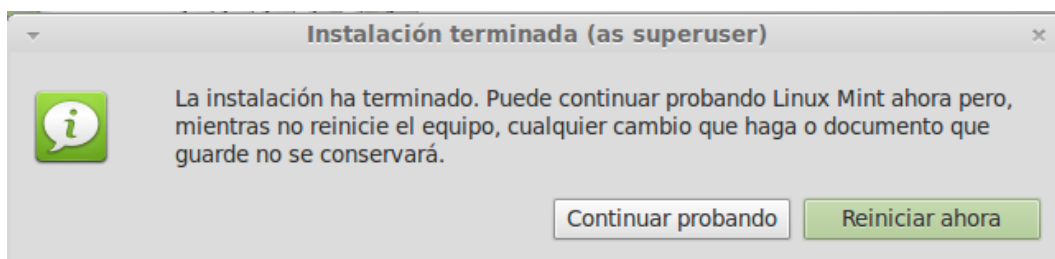 Instalación terminada (as superuser)
La instalación ha terminado. Puede continuar probando Linux Mint ahora pero,
mientras no reinicie el equipo, cualquier cambio que haga o documento que
guarde no se conservará.
Continuar probando
Reiniciar ahora